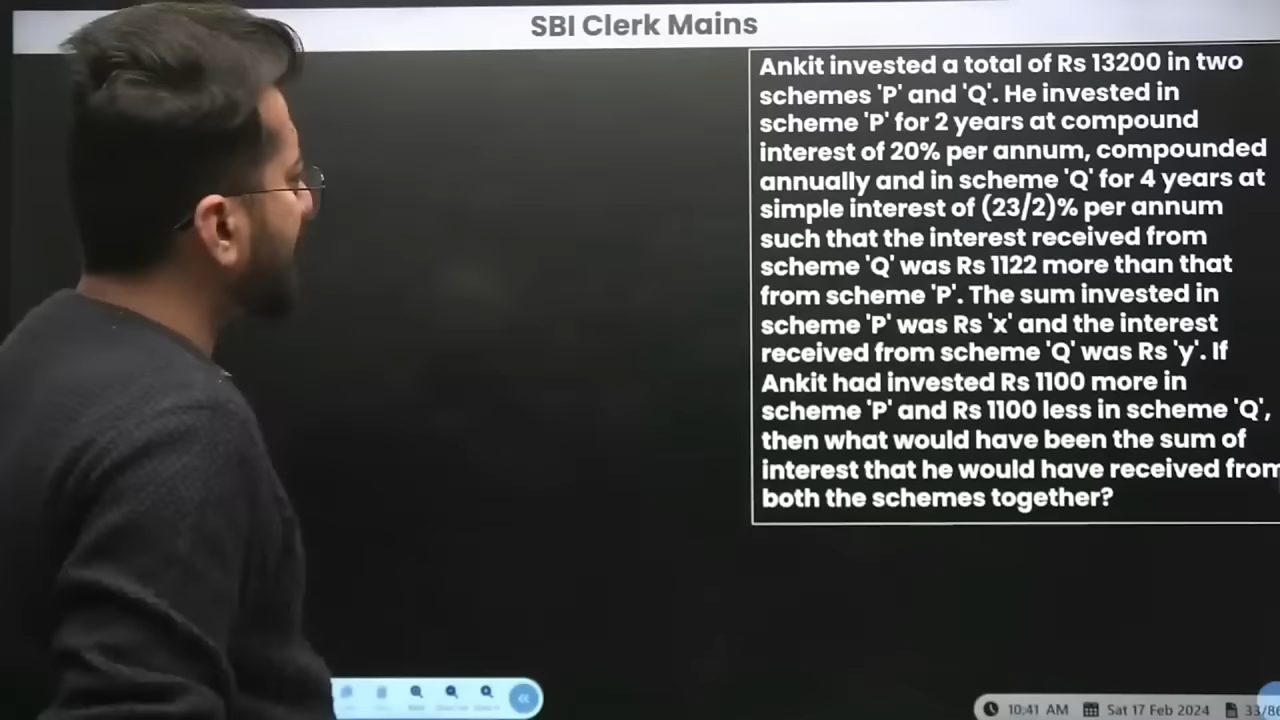 SBI Clerk Mains
Ankit invested a total of Rs 13200 in two
schemes 'P' and 'Q'. He invested in
scheme 'P' for 2 years at compound
interest of 20% per annum, compounded
annually and in scheme 'Q' for 4 years at
simple interest of (23/2)% per annum
such that the interest received from
scheme 'Q' was Rs 1122 more than that
from scheme 'P'. The sum invested in
scheme 'P' was Rs 'x' and the interest
received from scheme 'Q' was Rs 'y'. If
Ankit had invested Rs 1100 more in
scheme 'P' and Rs 1100 less in scheme 'Q',
then what would have been the sum of
interest that he would have received from
both the schemes together?
10:41 AM Sat 17 Feb 2024 33/86